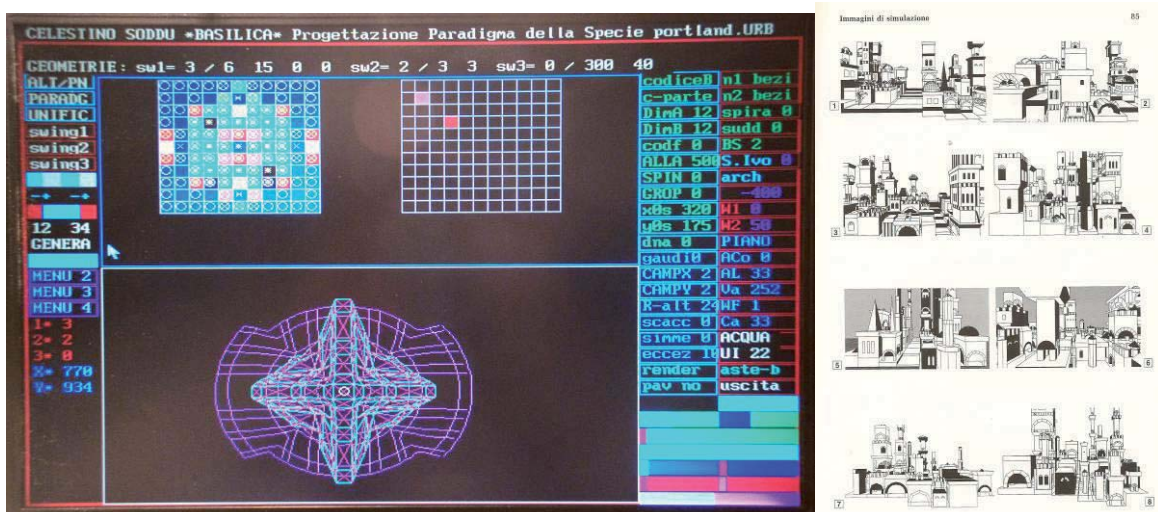 CELESTINO SODDU *BASILICA* Progettazione Paradigma della Specie portland.URB
GEOMETRIE: sw1= 3 / 6 15 0 0 sw2= 2 / 3 3 sw3= 0 / 300 40
ALT/PN
PARADG
UNIFIC
swing1
swing2
swing3
12 34
GENERA
MENU 2
MENU 3
MENU 4
1= 3
2= 2
3= 0
X= 770
Y= 934
codiceB n1 bezi
c-parte n2 bezi
DimA 12 spira 0
DimB 12 sudd 0
codf 0 BS 2
ALLA 500 S.Ivo 0
SPIN 0 arch
GROP 0 -400
x0s 320 W1 0
y0s 175 W2 50
dna 0 PIANO
gaudi0 ACo 0
CAMPX 2 AL 33
CAMPY 2 Va 252
R-alt 24 WF 1
scacc 0 Ca 33
simme 0 ACQUA
eccez UI 22
render aste-b
pav no uscita
Immagini di simulazione 85
1 2
3 4
5 6
7 8